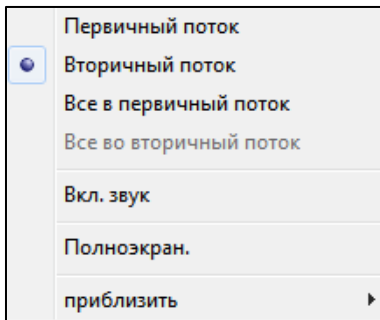 Первичный поток
Вторичный поток
Все в первичный поток
Все во вторичный поток
Вкл. звук
Полноэкран.
приблизить